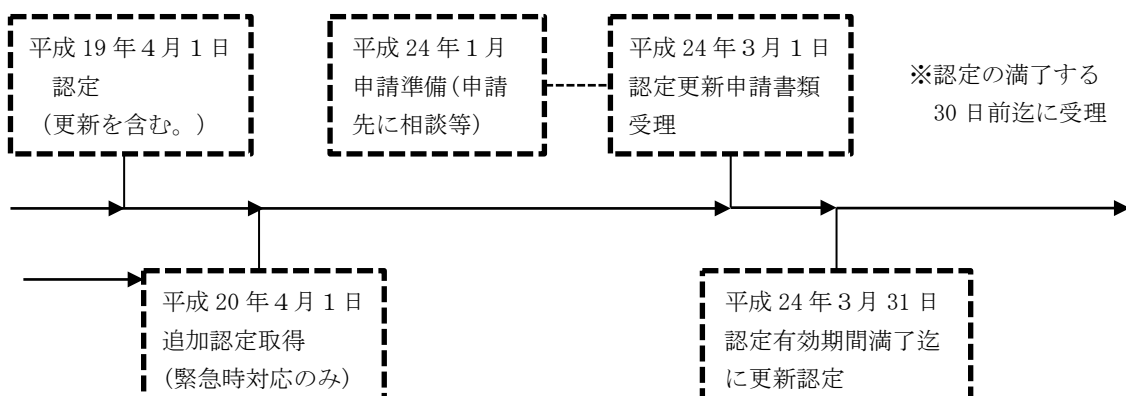 平成 19 年４月１日
認定
（更新を含む。）
平成 24 年１月
申請準備（申請
先に相談等）
平成 24 年３月１日
認定更新申請書類
受理
※認定の満了する
30 日前迄に受理
平成 20 年４月１日
追加認定取得
（緊急時対応のみ）
平成 24 年３月 31 日
認定有効期間満了迄
に更新認定